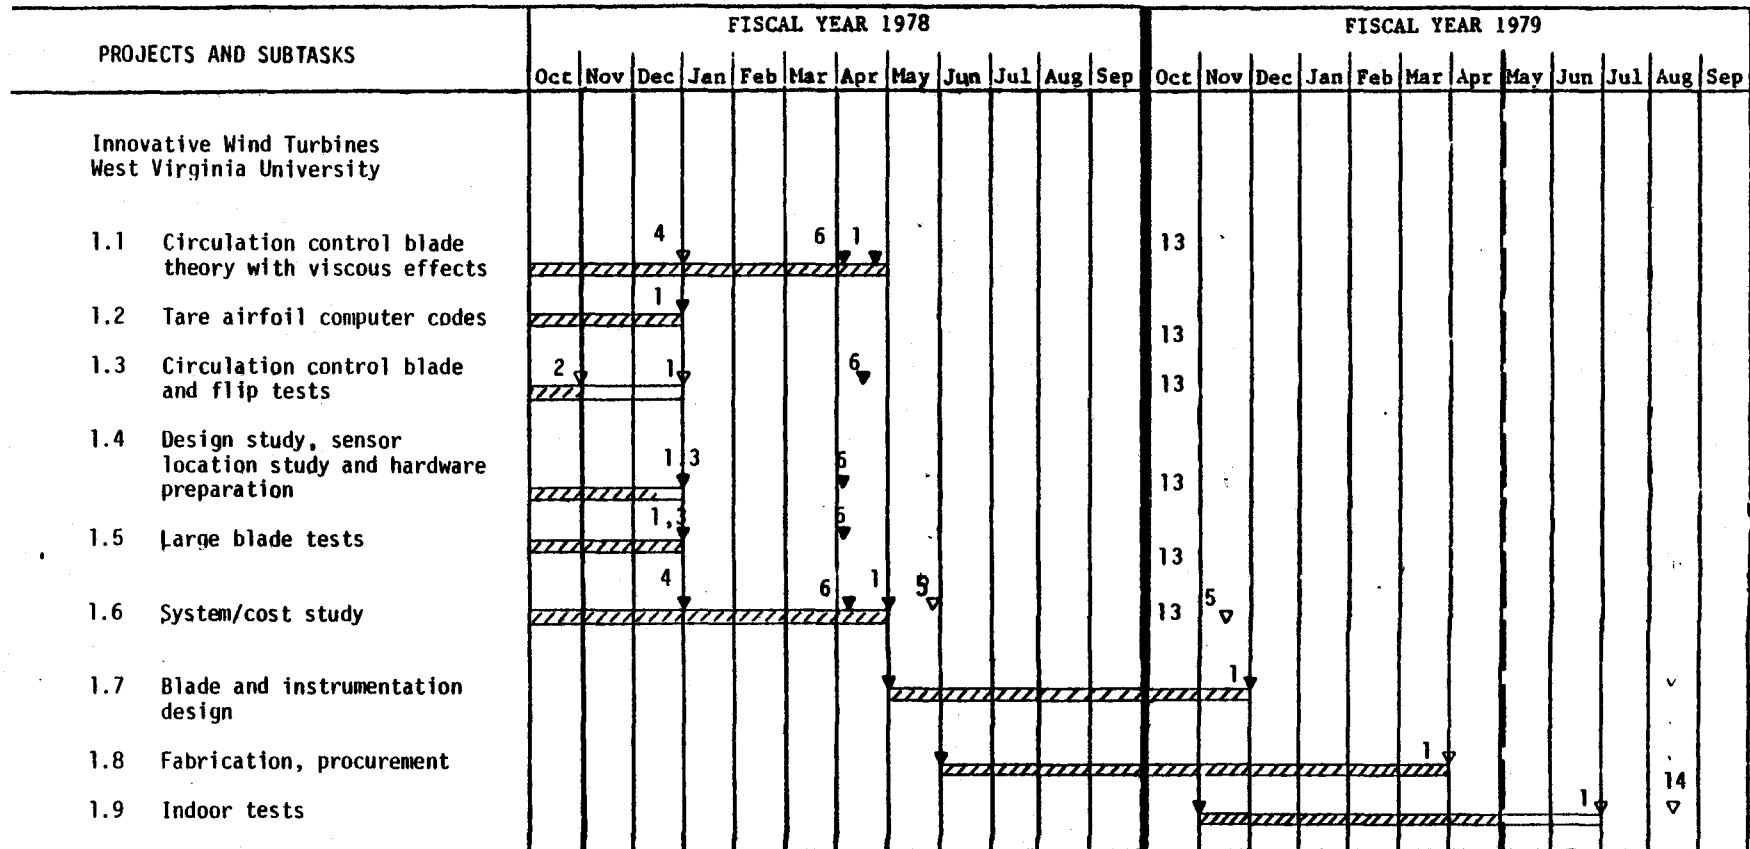 FISCAL YEAR 1978 FISCAL YEAR 1979
PROJECTS AND SUBTASKS
Oct Nov Dec Jan Feb Mar Apr May Jun Jul Aug Sep Oct Nov Dec Jan Feb Mar Apr May Jun Jul Aug Sep
Innovative Wind Turbines
West Virginia University
4 6 1 13
1.1 Circulation control blade
theory with viscous effects
1
1.2 Tare airfoil computer codes
13
1.3 Circulation control blade 2 1 6 13
and flip tests
1.4 Design study, sensor
location study and hardware 1,3 6
preparation 13
1,3 6
1.5 Large blade tests 13
4 6 1 5
1.6 System/cost study 13 5
1.7 Blade and instrumentation 1
design
1.8 Fabrication, procurement 1
14
1.9 Indoor tests 1